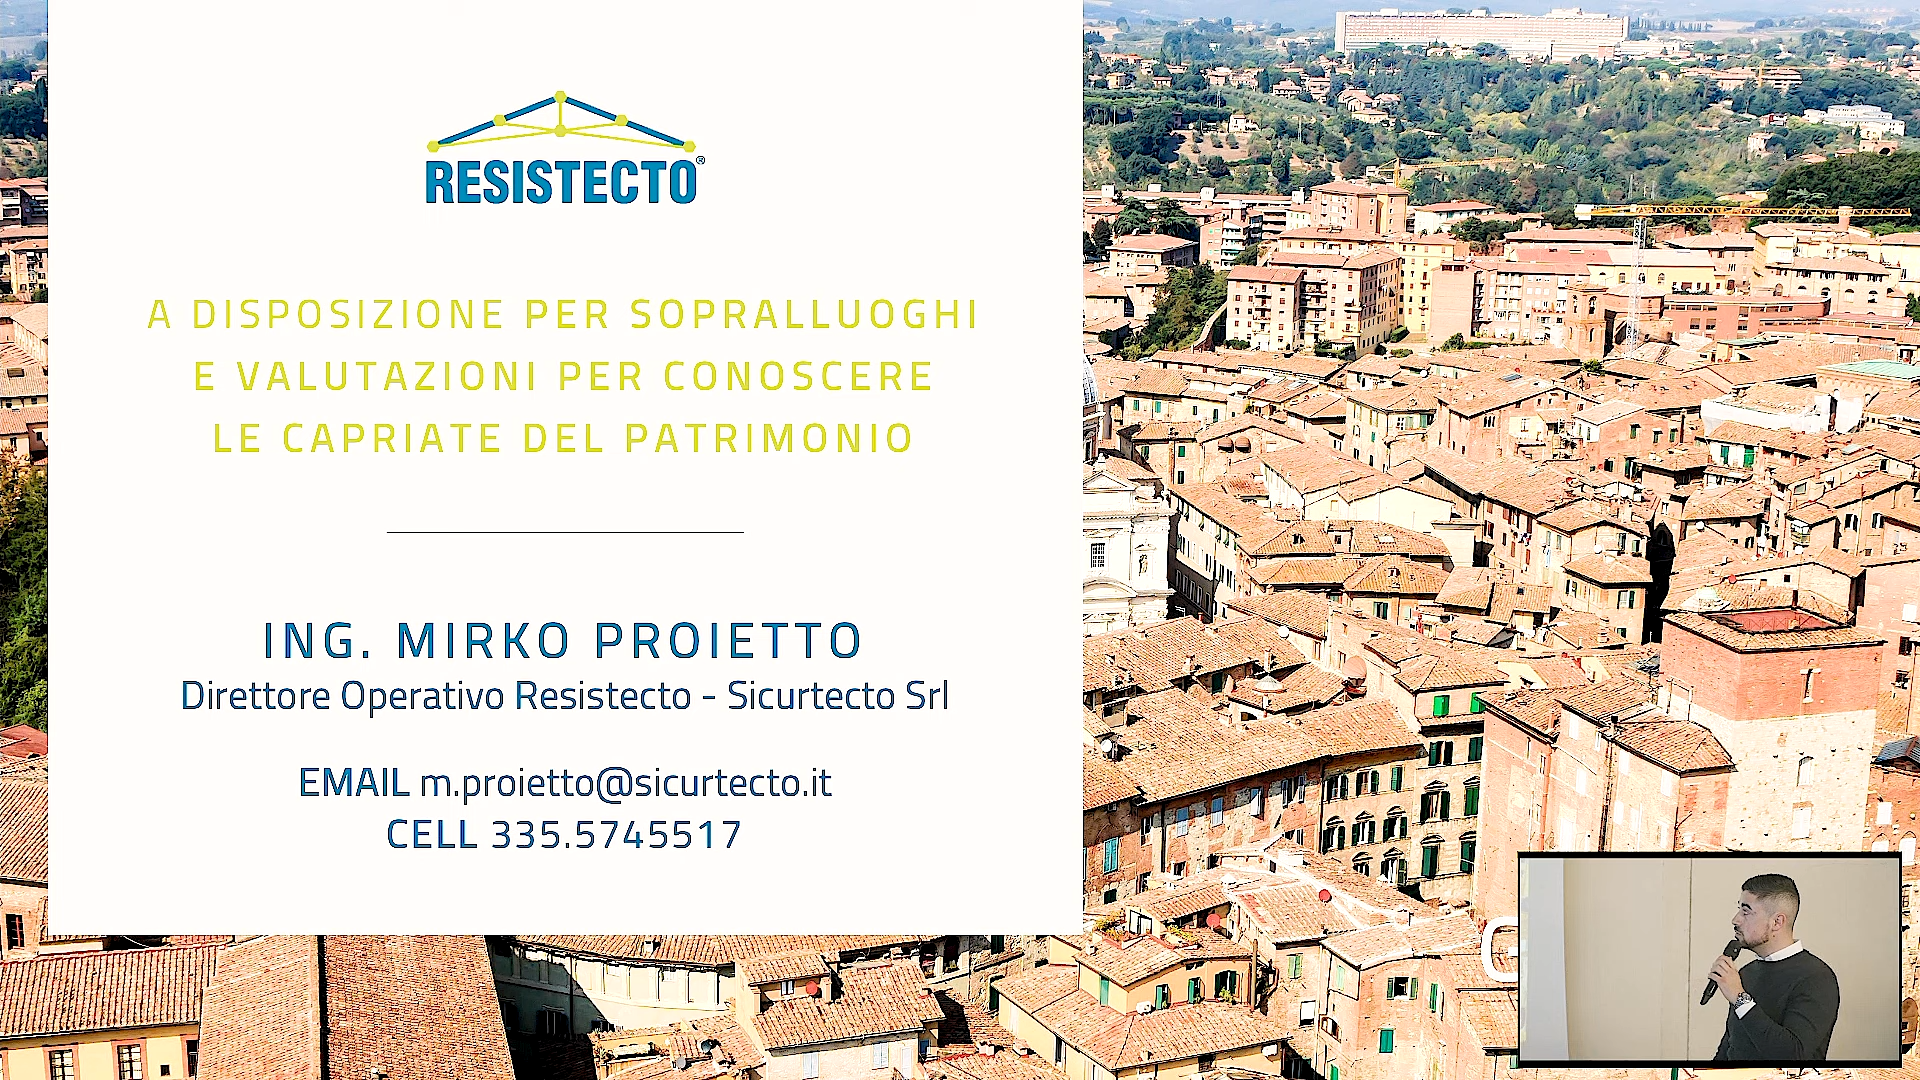 RESISTECTO®
A DISPOSIZIONE PER SOPRALLUOGHI
E VALUTAZIONI PER CONOSCERE
LE CAPRIATE DEL PATRIMONIO
ING. MIRKO PROIETTO
Direttore Operativo Resistecto - Sicurtecto Srl
EMAIL m.proietto@sicurtecto.it
CELL 335.5745517